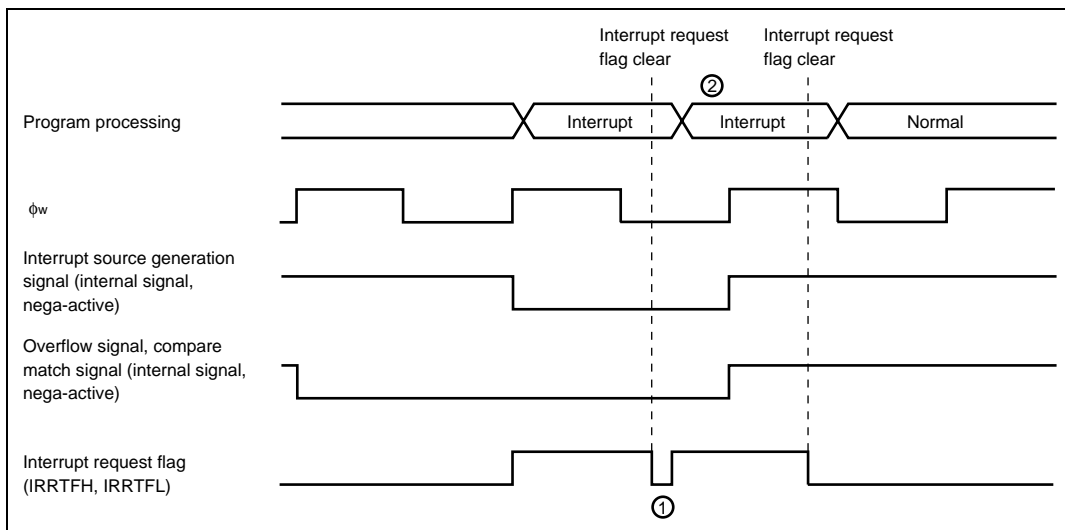 Interrupt request
flag clear
Interrupt request
flag clear
②
Program processing
Interrupt
Interrupt
Normal
ϕw
Interrupt source generation
signal (internal signal,
nega-active)
Overflow signal, compare
match signal (internal signal,
nega-active)
Interrupt request flag
(IRRTFH, IRRTFL)
①